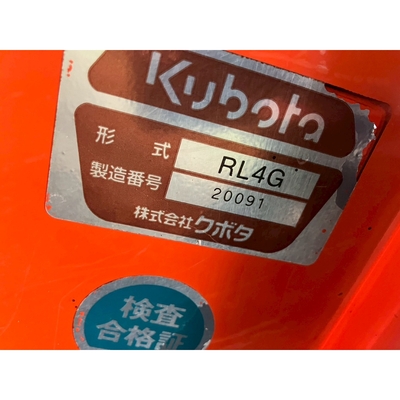 Kubota
形式 RL4G
製造番号 20091
株式会社クボタ
検査
合格証